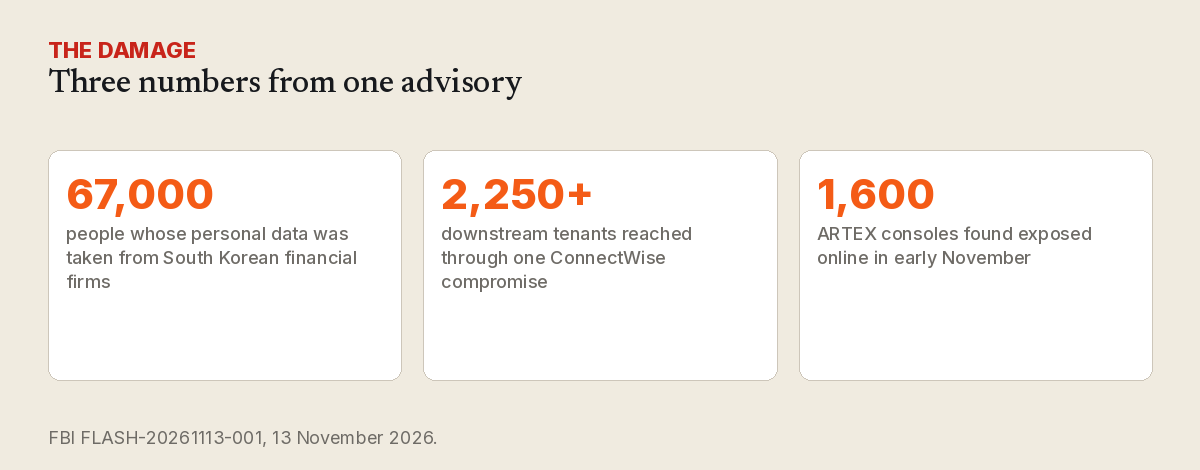 THE DAMAGE
Three numbers from one advisory
67,000
people whose personal data was
taken from South Korean financial
firms
2,250+
downstream tenants reached
through one ConnectWise
compromise
1,600
ARTEX consoles found exposed
online in early November
FBI FLASH-20261113-001, 13 November 2026.